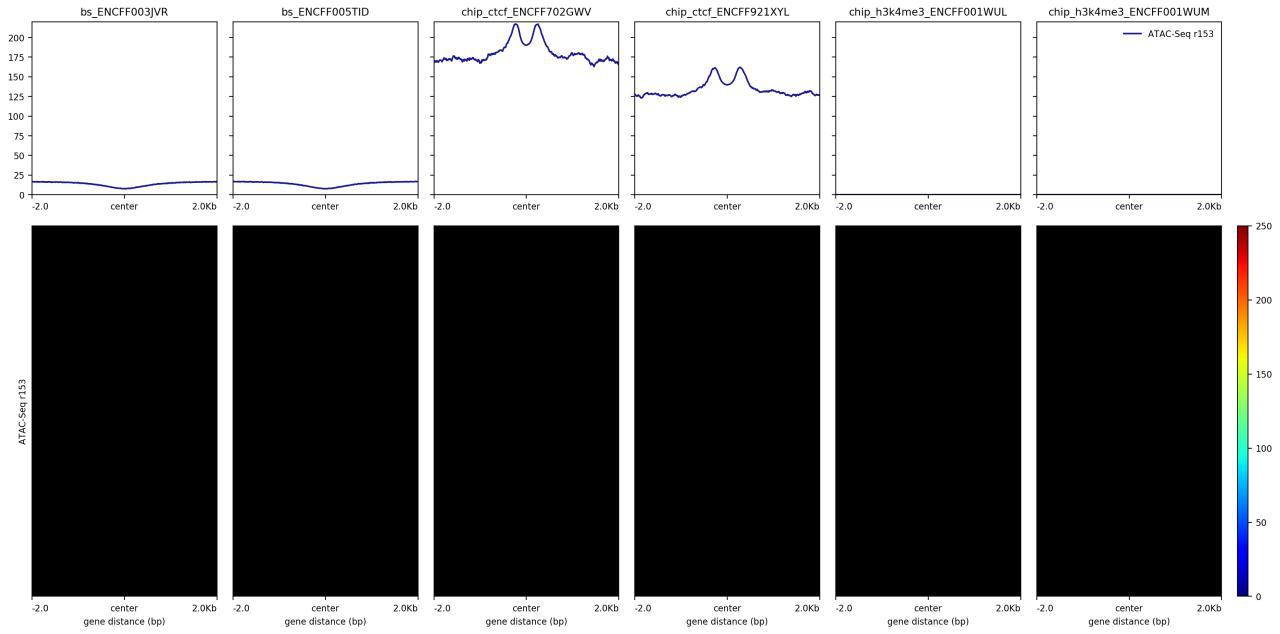 bs_ENCFF003JVR
bs_ENCFF005TID
chip_ctcf_ENCFF702GWV
chip_ctcf_ENCFF921XYL
chip_h3k4me3_ENCFF001WUL
chip_h3k4me3_ENCFF001WUM
200
175
150
125
100
75
50
25
0
ATAC-Seq r153
-2.0 center 2.0Kb
-2.0 center 2.0Kb
-2.0 center 2.0Kb
-2.0 center 2.0Kb
-2.0 center 2.0Kb
-2.0 center 2.0Kb
ATAC-Seq r153
250
200
150
100
50
0
-2.0 center 2.0Kb
gene distance (bp)
-2.0 center 2.0Kb
gene distance (bp)
-2.0 center 2.0Kb
gene distance (bp)
-2.0 center 2.0Kb
gene distance (bp)
-2.0 center 2.0Kb
gene distance (bp)
-2.0 center 2.0Kb
gene distance (bp)